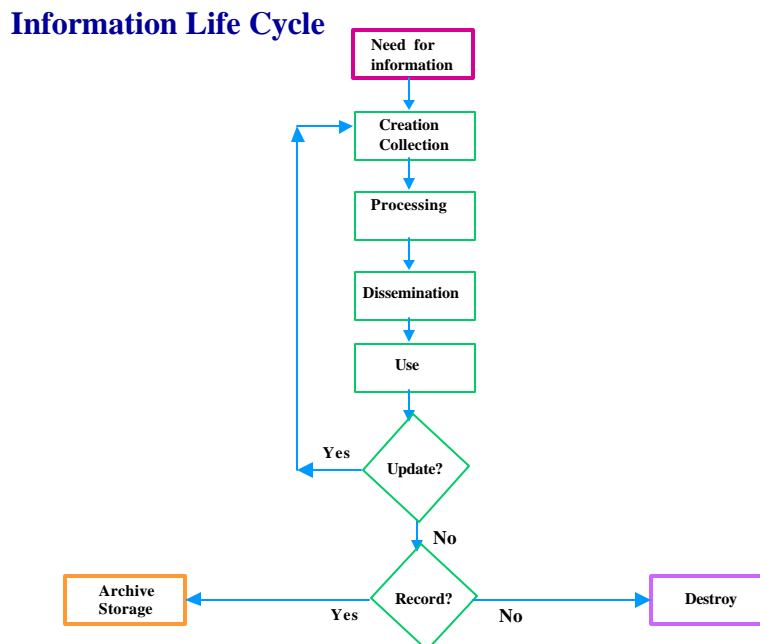 Information Life Cycle
Need for
information
Creation
Collection
Processing
Dissemination
Use
Yes
Update?
No
Archive
Storage
Yes
Record?
No
Destroy